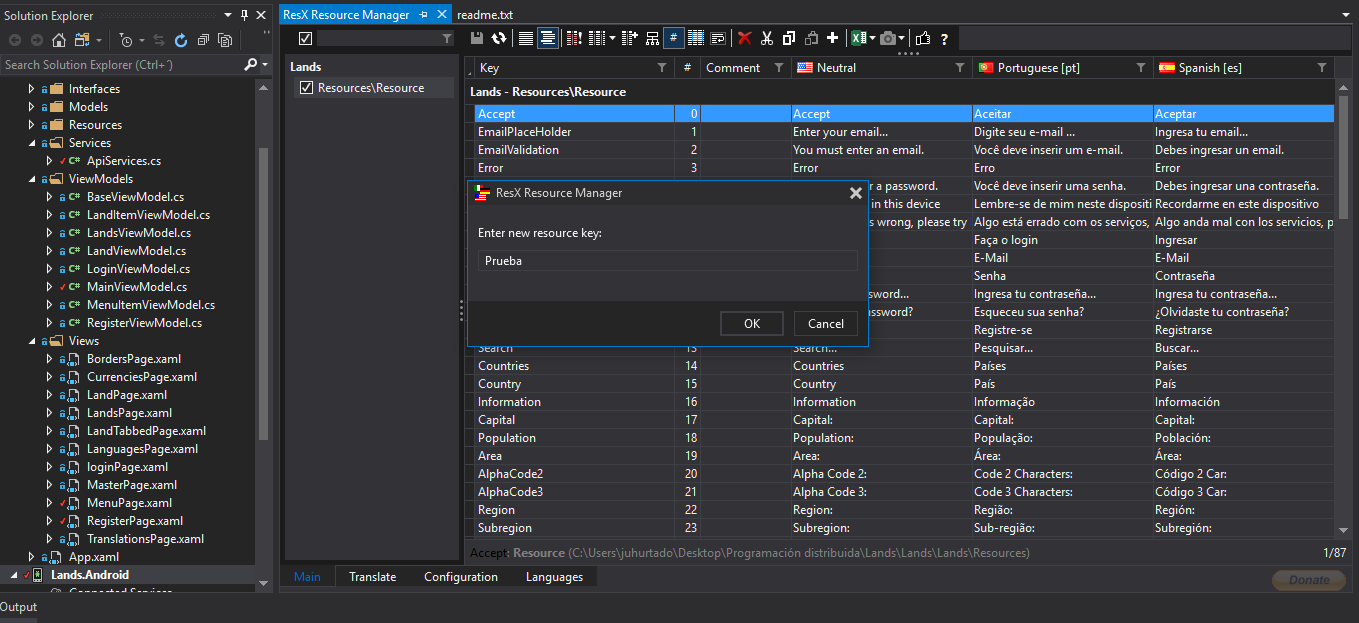 Solution Explorer
Search Solution Explorer (Ctrl+´)
Interfaces
Models
Resources
Services
C# ApiServices.cs
ViewModels
C# BaseViewModel.cs
C# LandItemViewModel.cs
C# LandsViewModel.cs
C# LandViewModel.cs
C# LoginViewModel.cs
C# MainViewModel.cs
C# MenuItemViewModel.cs
C# RegisterViewModel.cs
Views
BordersPage.xaml
CurrenciesPage.xaml
LandPage.xaml
LandsPage.xaml
LandTabbedPage.xaml
LanguagesPage.xaml
loginPage.xaml
MasterPage.xaml
MenuPage.xaml
RegisterPage.xaml
TranslationsPage.xaml
App.xaml
Lands.Android
Connected Services
Output
ResX Resource Manager readme.txt
Lands
Resources\Resource
Key # Comment Neutral Portuguese [pt] Spanish [es]
Lands - Resources\Resource
Accept 0 Accept Aceitar Aceptar
EmailPlaceHolder 1 Enter your email... Digite seu e-mail ... Ingresa tu email...
EmailValidation 2 You must enter an email. Você deve inserir um e-mail. Debes ingresar un email.
Error 3 Error Erro Error
r a password. Você deve inserir uma senha. Debes ingresar una contraseña.
in this device Lembre-se de mim neste dispositi Recordarme en este dispositivo
s wrong, please try Algo está errado com os serviços, Algo anda mal con los servicios, p
Faça o login Ingresar
E-Mail E-Mail
Senha Contraseña
sword... Ingresa tu contraseña... Ingresa tu contraseña...
assword? Esqueceu sua senha? ¿Olvidaste tu contraseña?
Registre-se Registrarse
Search 13 Search... Pesquisar... Buscar...
Countries 14 Countries Países Países
Country 15 Country País País
Information 16 Information Informação Información
Capital 17 Capital: Capital: Capital:
Population 18 Population: População: Población:
Area 19 Area: Área: Área:
AlphaCode2 20 Alpha Code 2: Code 2 Characters: Código 2 Car:
AlphaCode3 21 Alpha Code 3: Code 3 Characters: Código 3 Car:
Region 22 Region: Região: Región:
Subregion 23 Subregion: Sub-região: Subregión:
ResX Resource Manager
Enter new resource key:
Prueba
OK Cancel
Accept: Resource (C:\Users\juhurtado\Desktop\Programación distribuida\Lands\Lands\Lands\Resources) 1/87
Main Translate Configuration Languages
Donate